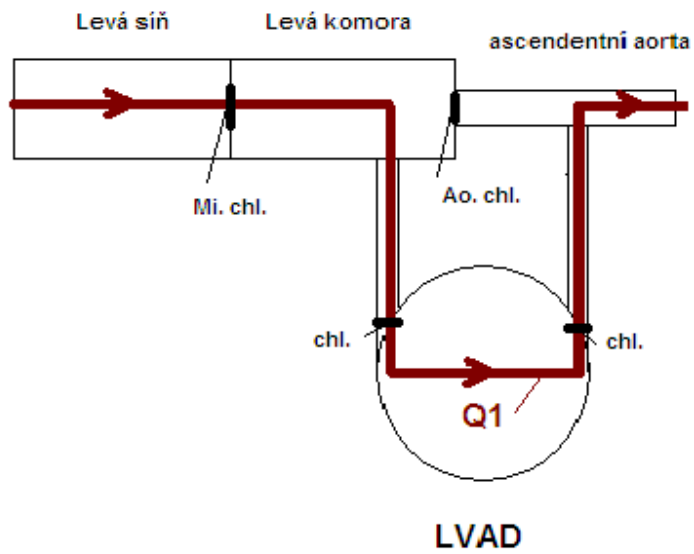 Levá síň
Levá komora
ascendentní aorta
Mi. chl.
Ao. chl.
chl.
chl.
Q1
LVAD